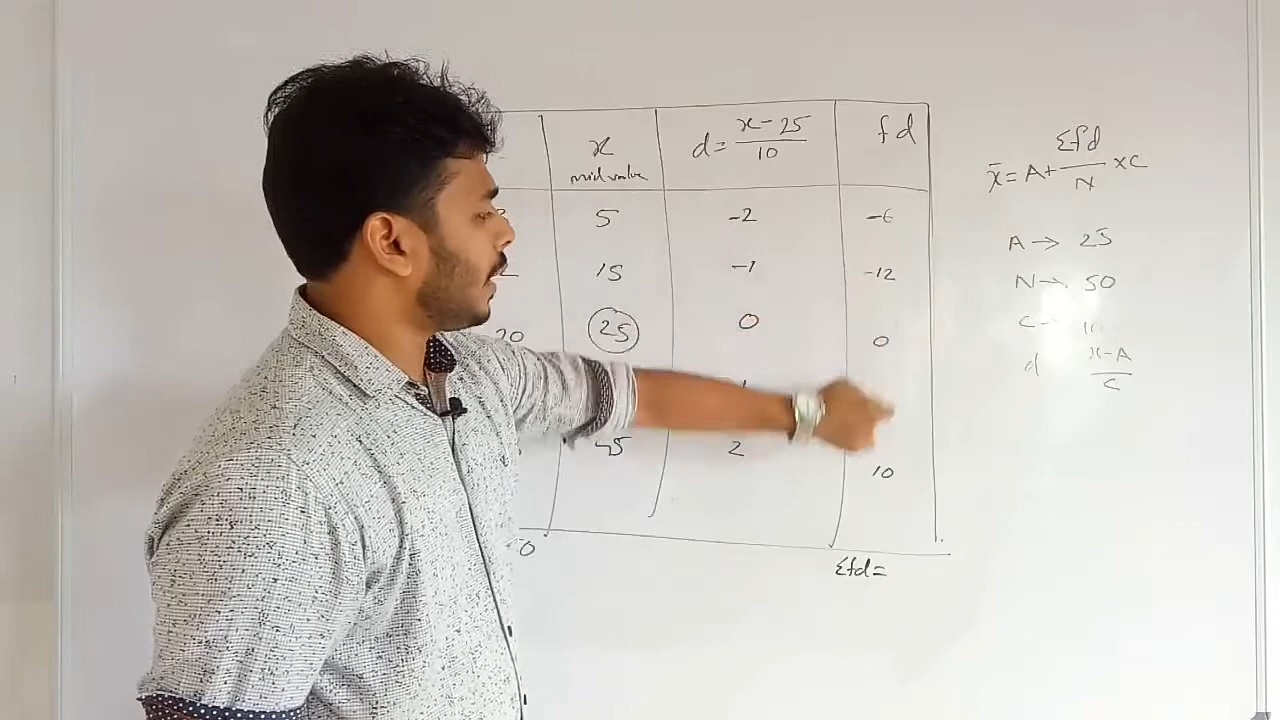 x d = x - 25 / 10 fd
mid value
5 -2 -6
15 -1 -12
20 25 0 0
2 10
Σfd =
x̄ = A + Σfd / N × C
A → 25
N → 50
C → 10
d x - A / C